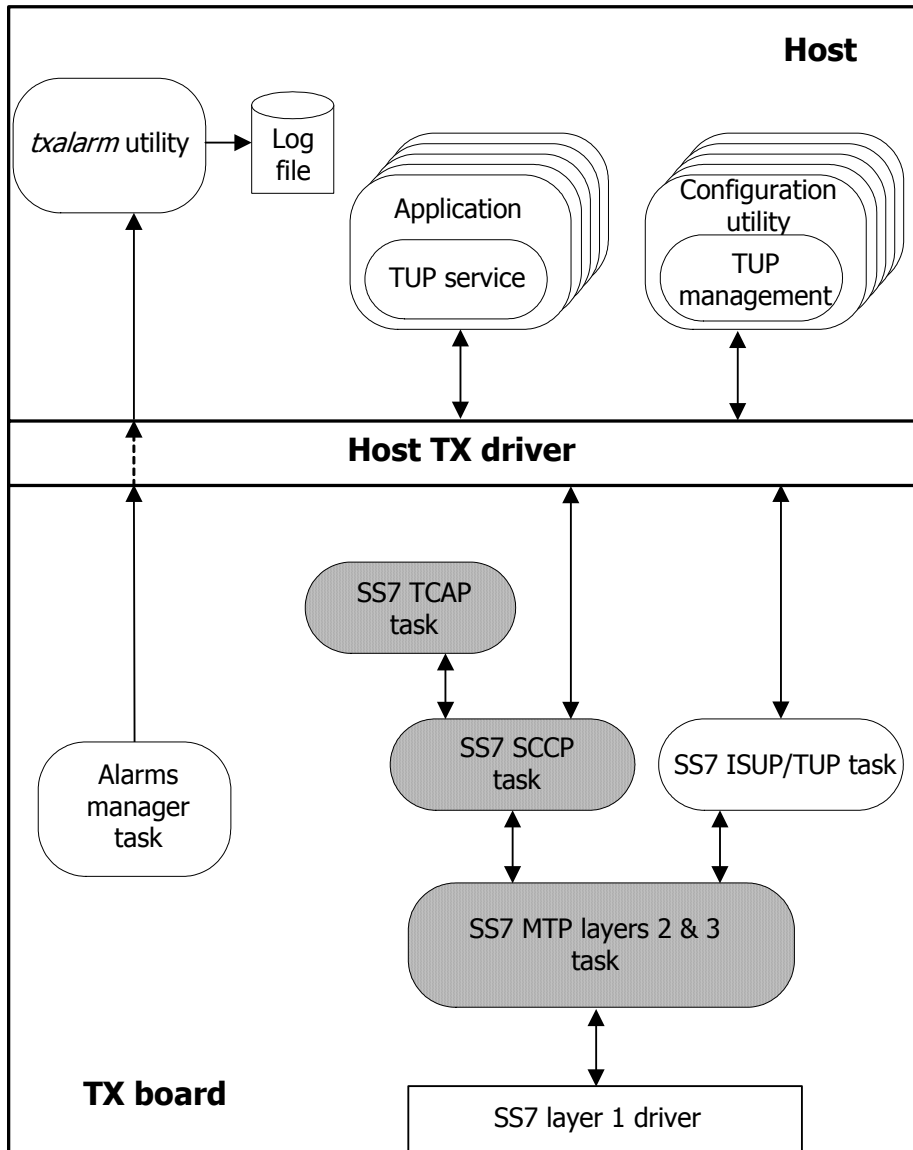 Host
txalarm utility
Log
file
Application
TUP service
Configuration
utility
TUP
management
Host TX driver
SS7 TCAP
task
SS7 SCCP
task
SS7 ISUP/TUP task
Alarms
manager
task
SS7 MTP layers 2 & 3
task
TX board
SS7 layer 1 driver